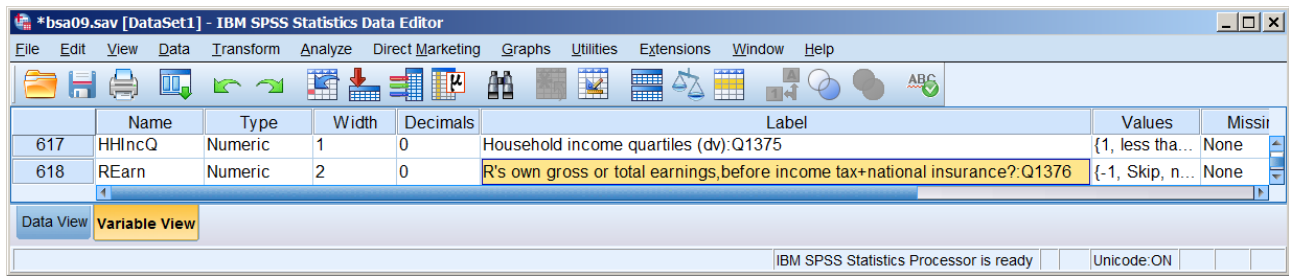 *bsa09.sav [DataSet1] - IBM SPSS Statistics Data Editor
File Edit View Data Transform Analyze Direct Marketing Graphs Utilities Extensions Window Help
μ A 1 ABC
Name Type Width Decimals Label Values Missin
617 HHIncQ Numeric 1 0 Household income quartiles (dv):Q1375 {1, less tha... None
618 REarn Numeric 2 0 R's own gross or total earnings,before income tax+national insurance?:Q1376 {-1, Skip, n... None
Data View Variable View
IBM SPSS Statistics Processor is ready Unicode:ON